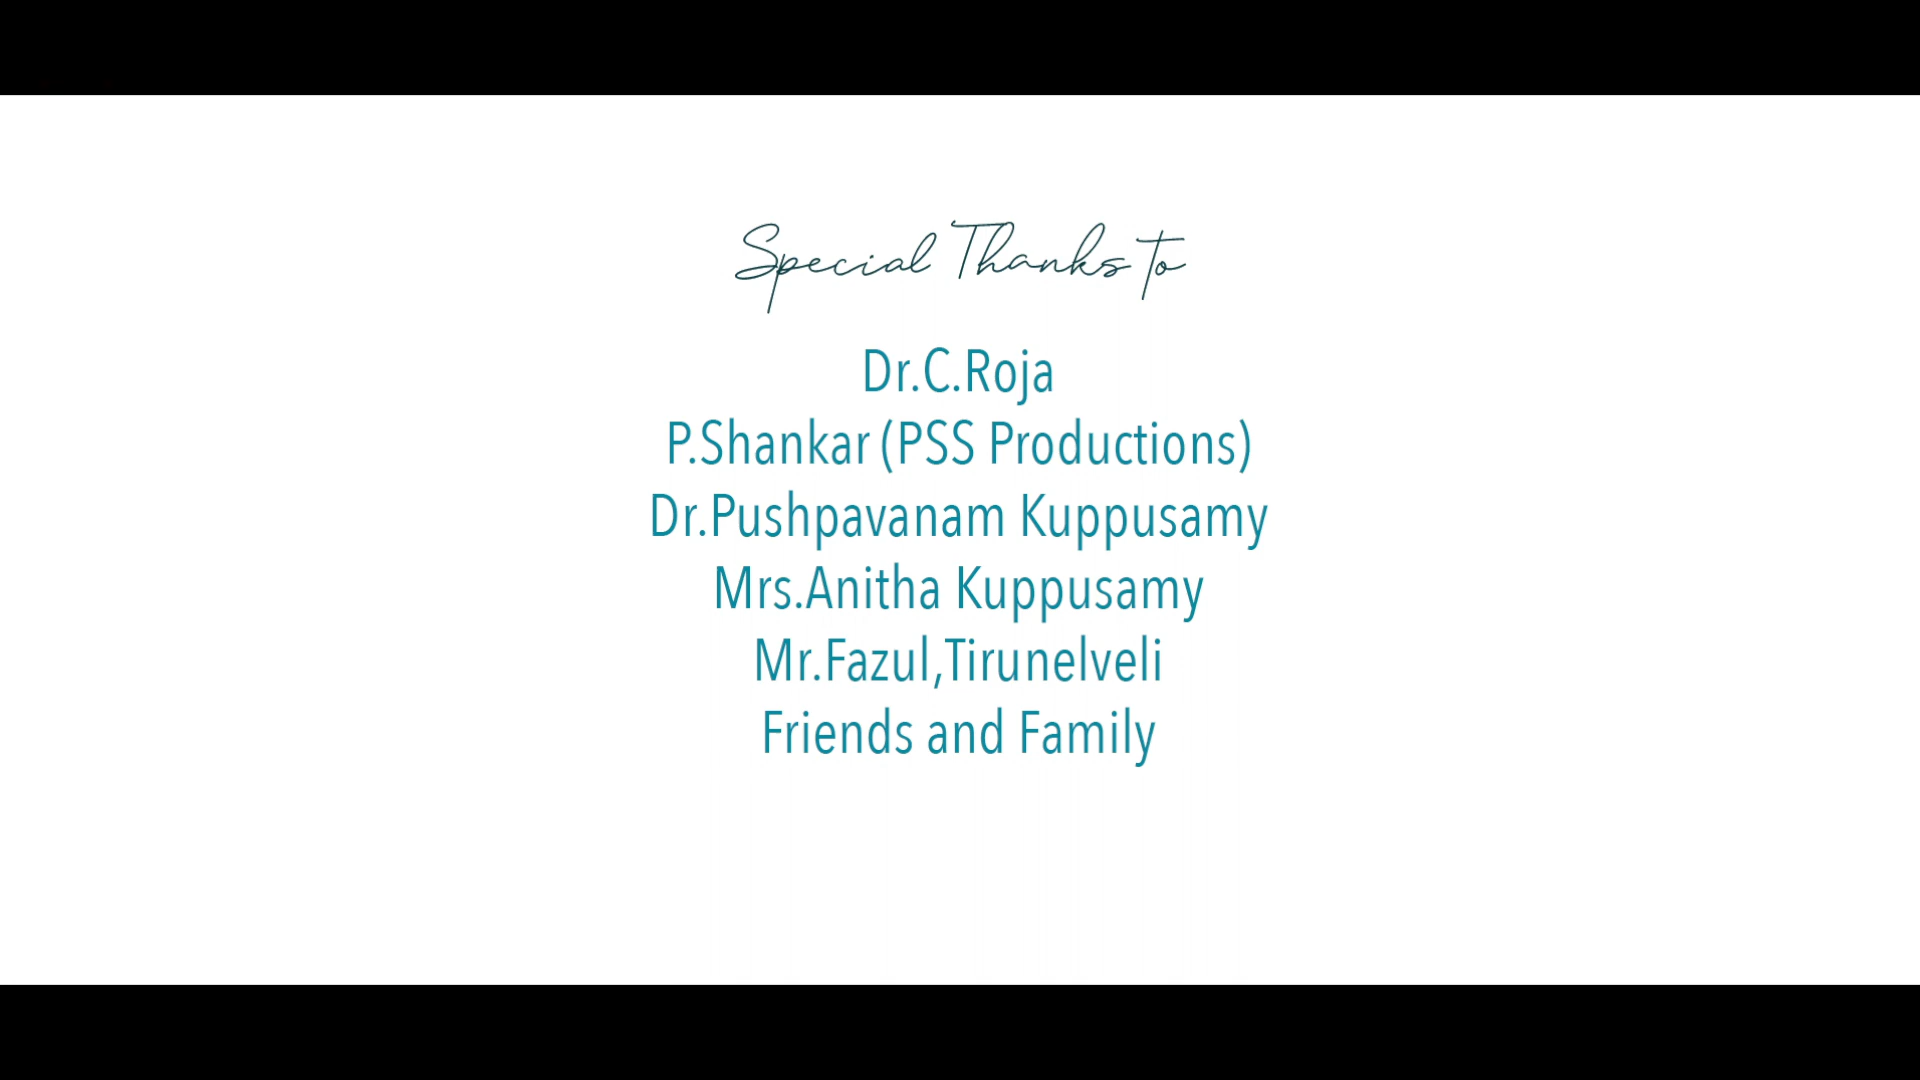 Special Thanks to
Dr.C.Roja
P.Shankar (PSS Productions)
Dr.Pushpavanam Kuppusamy
Mrs.Anitha Kuppusamy
Mr.Fazul,Tirunelveli
Friends and Family